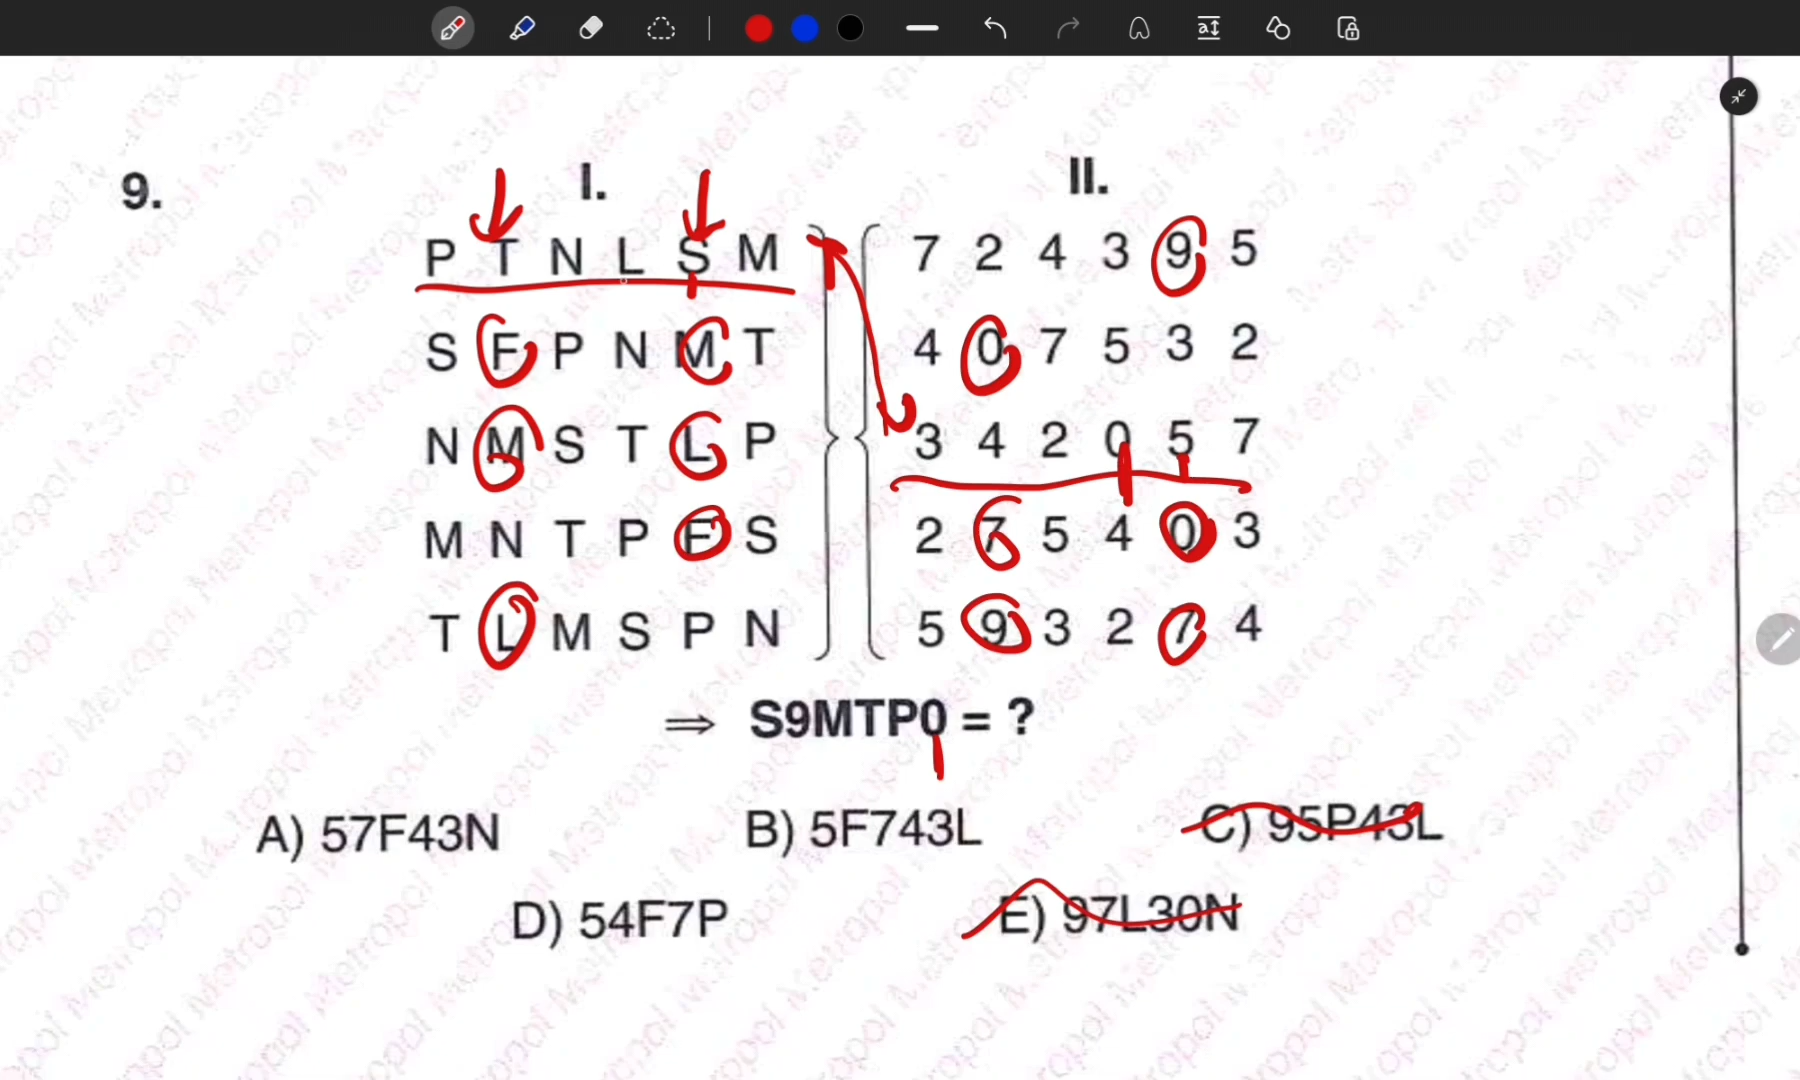 9.
I. II.
P T N L S M 7 2 4 3 9 5
S F P N M T 4 0 7 5 3 2
N M S T L P 3 4 2 0 5 7
M N T P F S 2 7 5 4 0 3
T L M S P N 5 9 3 2 7 4
⇒ S9MTP0 = ?
A) 57F43N B) 5F743L C) 95P43L
D) 54F7P E) 97L30N